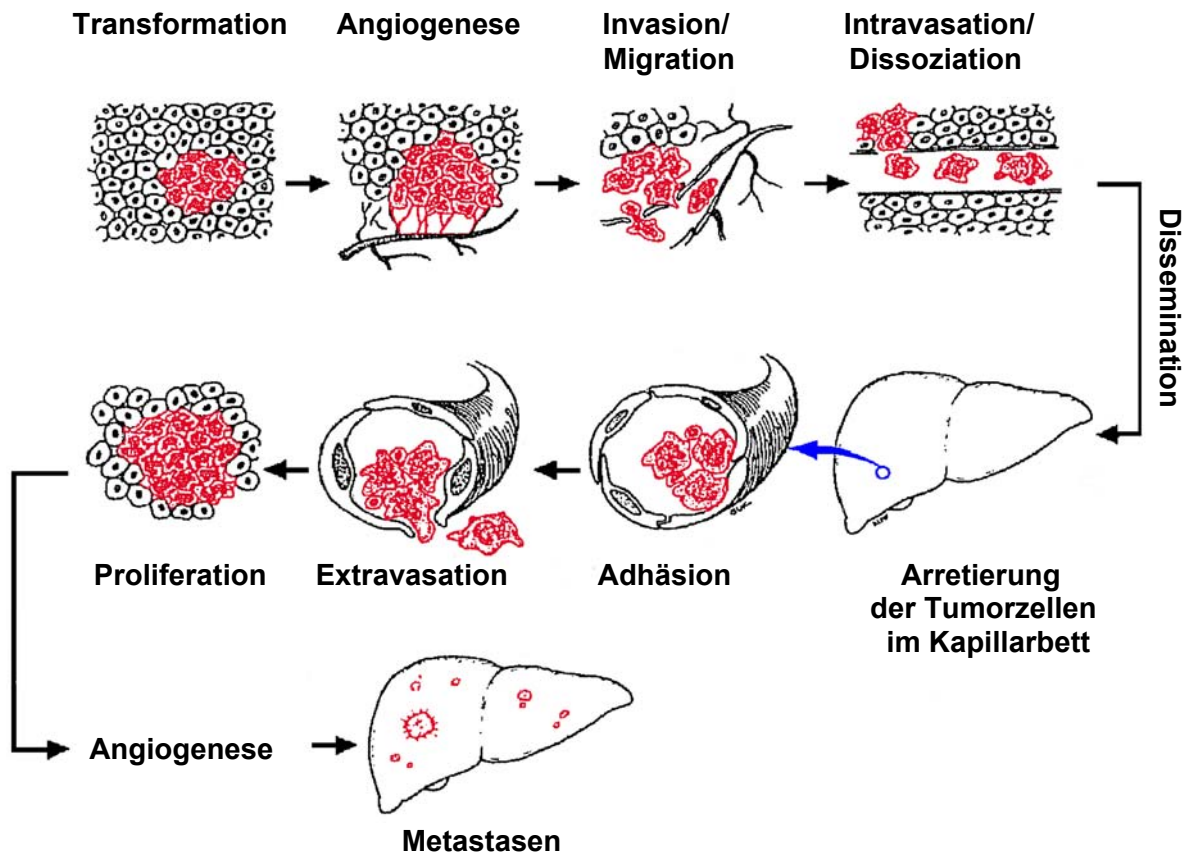 Transformation
Angiogenese
Invasion/
Migration
Intravasation/
Dissoziation
Dissemination
Proliferation
Extravasation
Adhäsion
Arretierung
der Tumorzellen
im Kapillarbett
Angiogenese
Metastasen